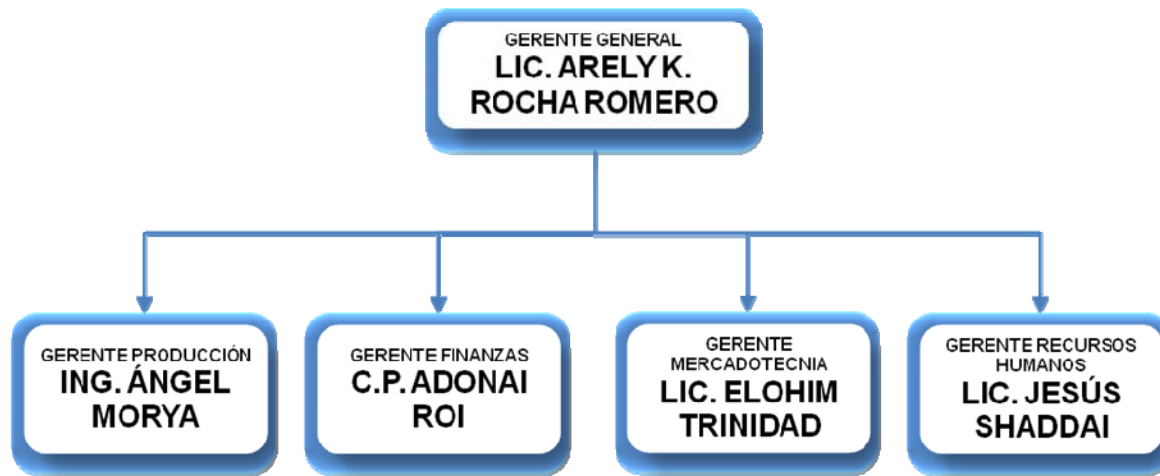 GERENTE GENERAL
LIC. ARELY K.
ROCHA ROMERO
GERENTE PRODUCCIÓN
ING. ÁNGEL
MORYA
GERENTE FINANZAS
C.P. ADONAI
ROI
GERENTE
MERCADOTECNIA
LIC. ELOHIM
TRINIDAD
GERENTE RECURSOS
HUMANOS
LIC. JESÚS
SHADDAI